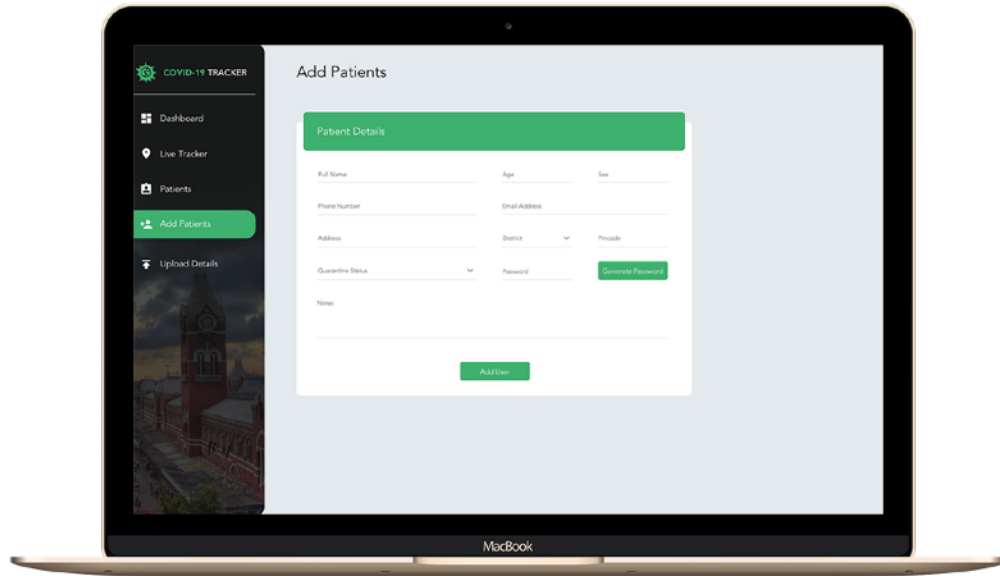 COVID-19 TRACKER
Dashboard
Live Tracker
Patients
Add Patients
Upload Details
Add Patients
Patient Details
Full Name Age Sex
Phone Number Email Address
Address District Pincode
Quarantine Status Password Generate Password
Notes
Add User
MacBook